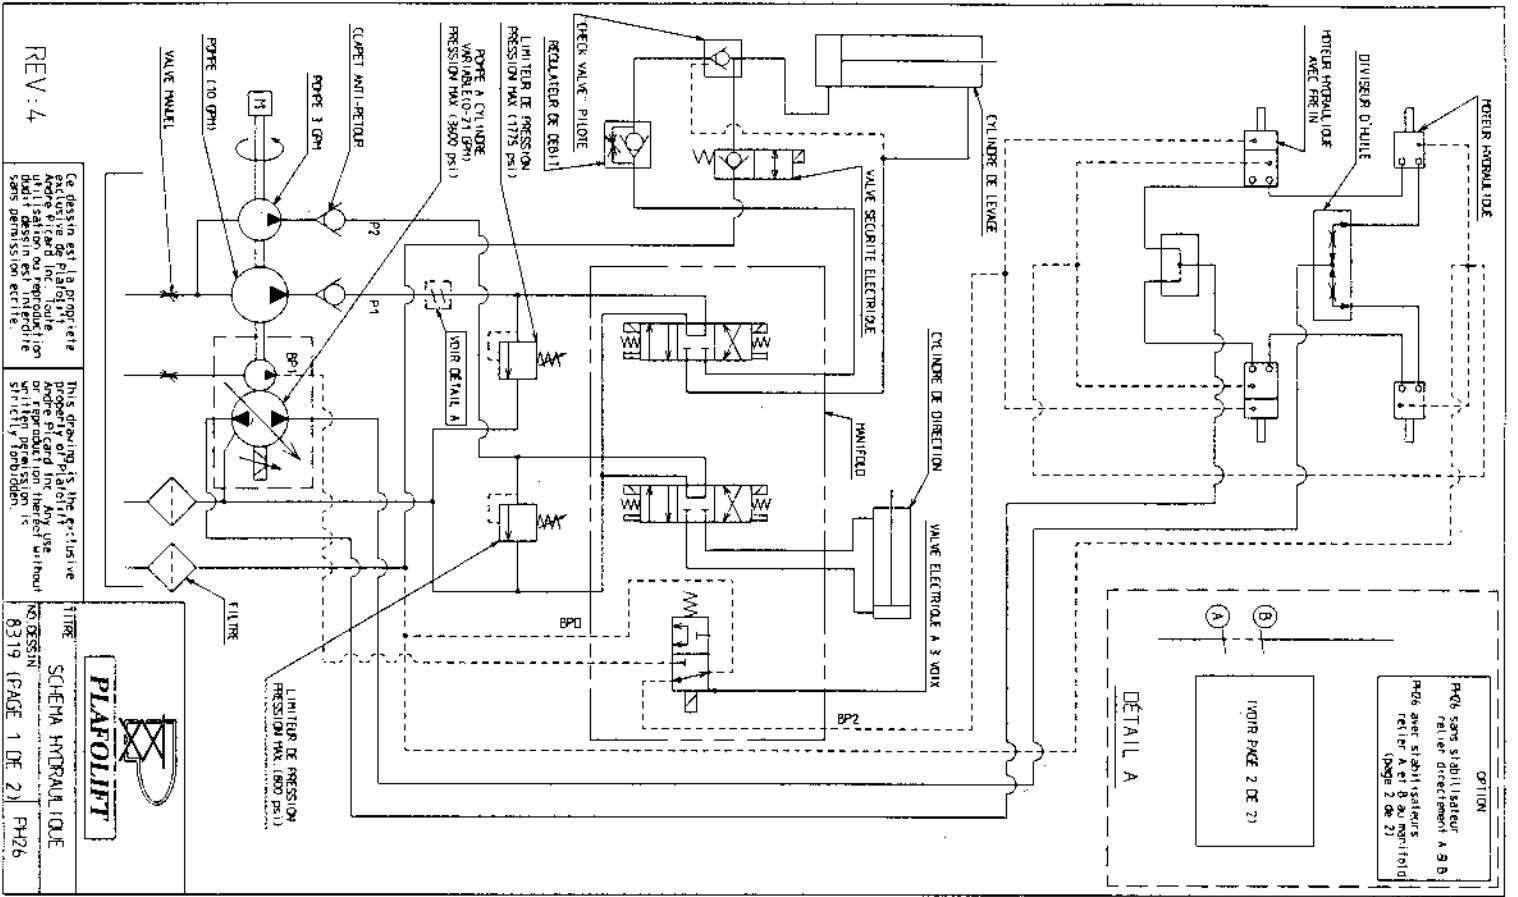 MOTEUR HYDRAULIQUE
DIVISEUR D'HUILE
MOTEUR HYDRAULIQUE
AVEC FREIN
CYLINDRE DE LEVAGE
"CHECK VALVE" PILOTE
REGULATEUR DE DEBIT
LIMITEUR DE PRESSION
PRESSION MAX (1775 psi)
POMPE A CYLINDRE
VARIABLE(0-21 GPM)
PRESSION MAX (3600 psi)
CLAPET ANTI-RETOUR
POMPE 3 GPM
POMPE (10 GPM)
VALVE MANUEL
REV:4
VALVE SECURITE ELECTRIQUE
CYLINDRE DE DIRECTION
MANIFOLD
VOIR DÉTAIL A
VALVE ELECTRIQUE A 3 VOIX
M
P2
P1
BP1
BP0
BP2
FILTRE
LIMITEUR DE PRESSION
PRESSION MAX. (800 psi)
OPTION
PH26 sans stabilisateur
relier directement A @ B
PH26 avec stabilisateurs
relier A et B au manifold
(page 2 de 2)
(VOIR PAGE 2 DE 2)
B
A
DÉTAIL A
Ce dessin est la propriete
exclusive de Plafolift
Andre Picard Inc. Toute
utilisation ou reproduction
dudit dessin est interdite
sans permission ecrite.
This drawing is the exclusive
property of Plafolift
Andre Picard Inc. Any use
or reproduction thereof without
written permission is
strictly forbidden.
PLAFOLIFT
TITRE
SCHEMA HYDRAULIQUE
NO.DESSIN
8319 (PAGE 1 DE 2)
PH26